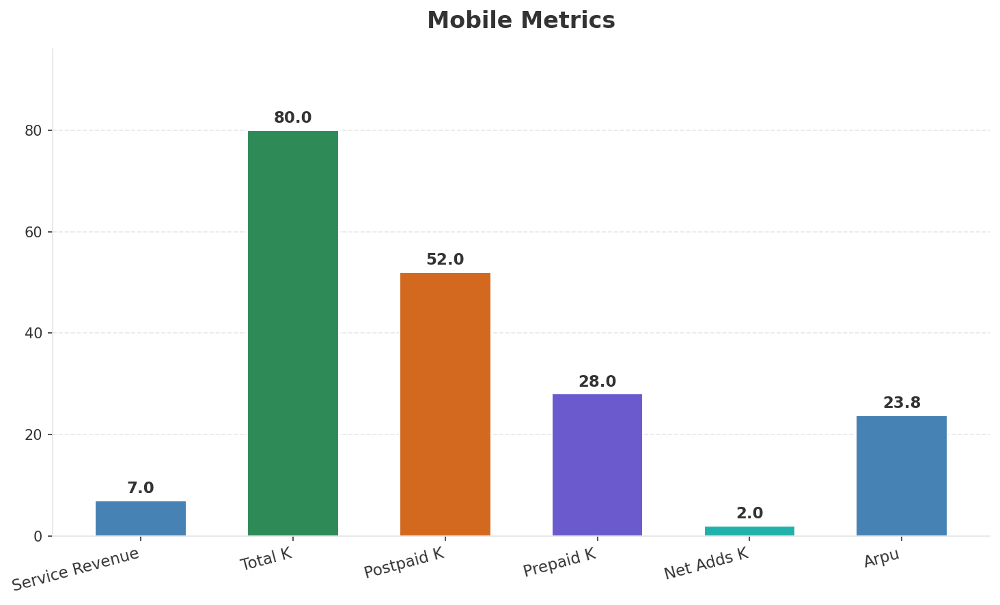 Mobile Metrics
80
60
40
20
0
7.0
80.0
52.0
28.0
2.0
23.8
Service Revenue
Total K
Postpaid K
Prepaid K
Net Adds K
Arpu